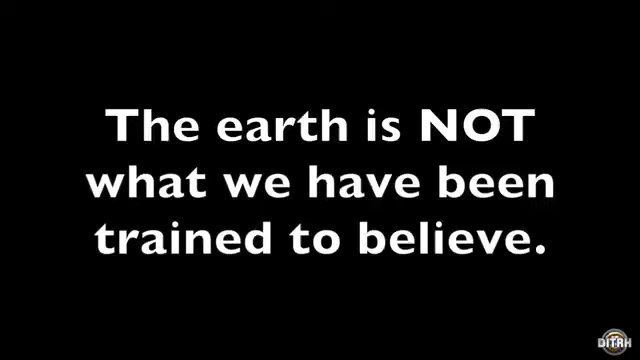 The earth is NOT
what we have been
trained to believe.
DITRH